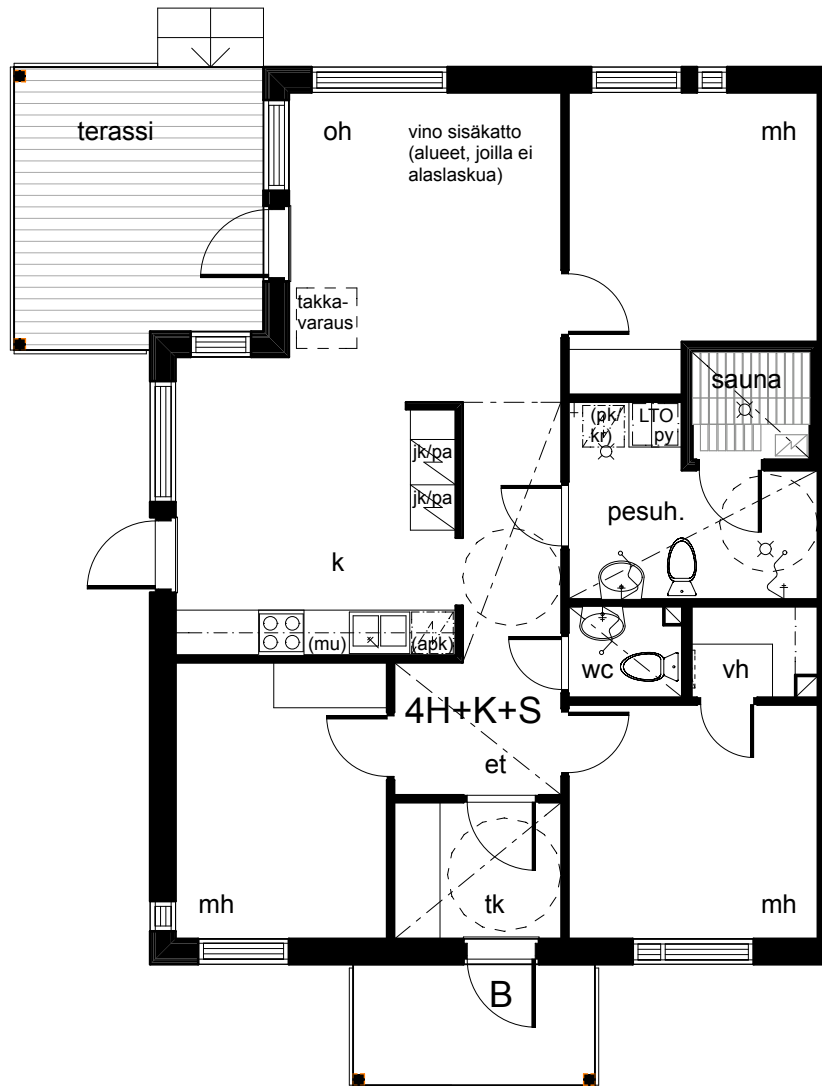 terassi
oh
vino sisäkatto
(alueet, joilla ei
alaslaskua)
mh
takka-
varaus
sauna
(pk/
kr)
LTO
py
jk/pa
jk/pa
pesuh.
k
(mu)
(apk)
wc
vh
4H+K+S
et
mh
tk
mh
B